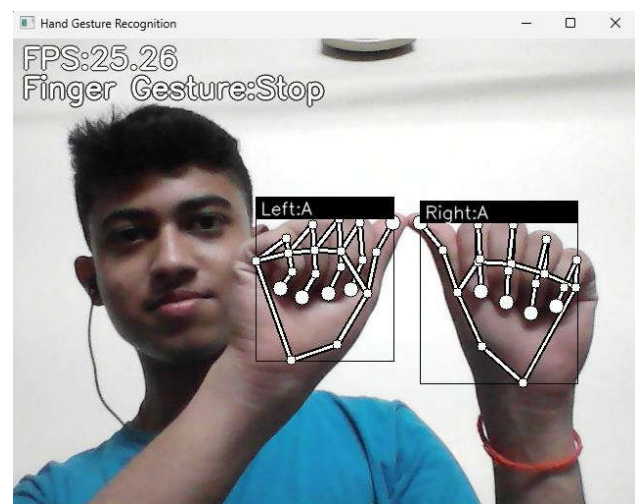 Hand Gesture Recognition
FPS:25.26
Finger Gesture:Stop
Left:A
Right:A